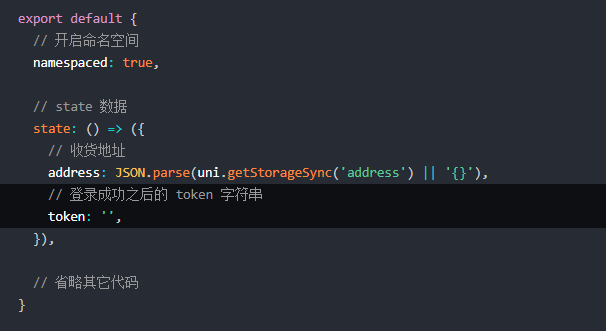 export default {
// 开启命名空间
namespaced: true,
// state 数据
state: () => ({
// 收货地址
address: JSON.parse(uni.getStorageSync('address') || '{}'),
// 登录成功之后的 token 字符串
token: '',
}),
// 省略其它代码
}